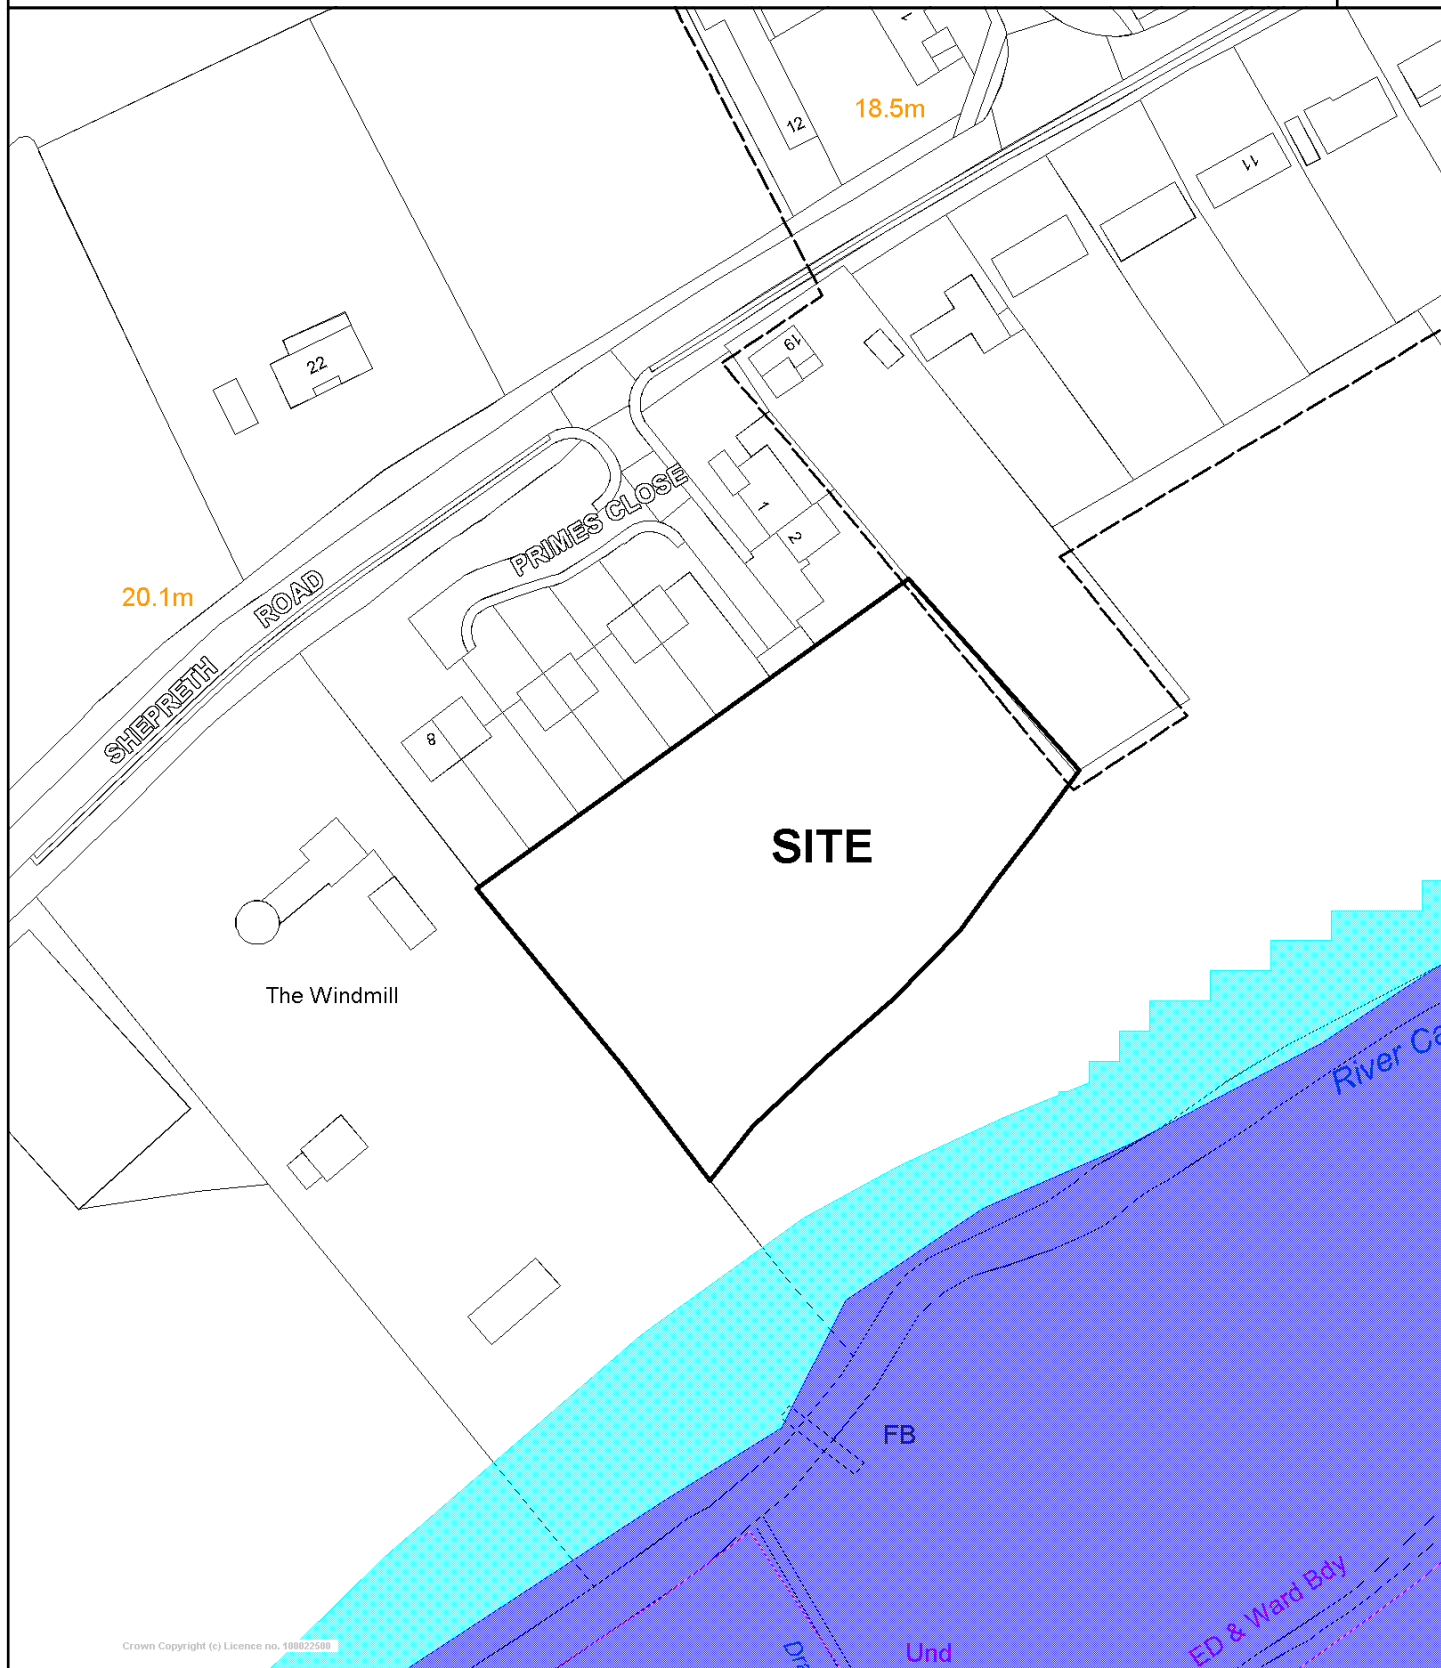 18.5m
12
11
19
22
1
2
PRIMES CLOSE
20.1m
SHEPRETH ROAD
8
SITE
The Windmill
River Ca
FB
ED & Ward Bdy
Und
Dra
Crown Copyright (c) Licence no. 100022500